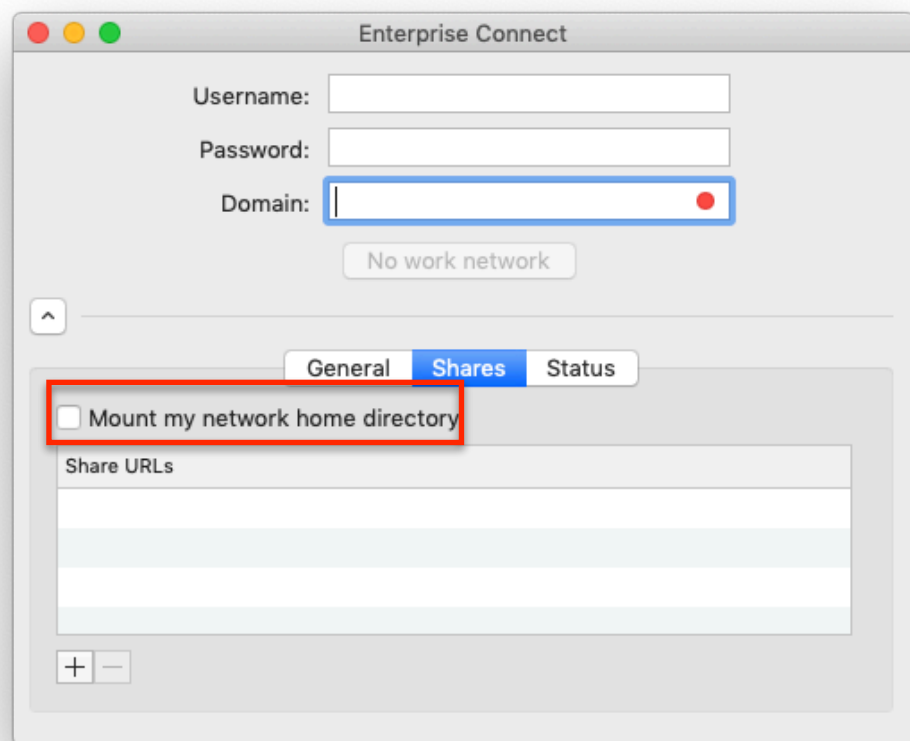 Enterprise Connect
Username:
Password:
Domain:
No work network
General Shares Status
Mount my network home directory
Share URLs